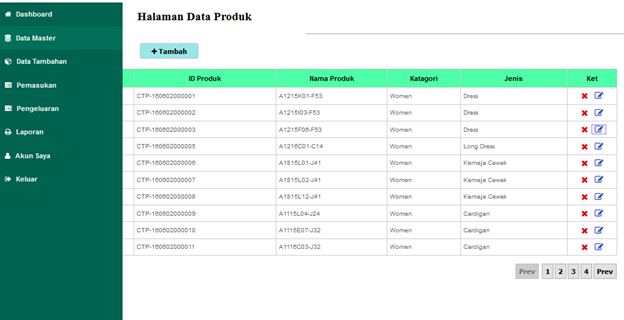 Dashboard
Data Master
Data Tambahan
Pemasukan
Pengeluaran
Laporan
Akun Saya
Keluar
Halaman Data Produk
+ Tambah
ID Produk Nama Produk Katagori Jenis Ket
CTP-160602000001 A1215K01-F53 Women Dress
CTP-160602000002 A1215I03-F53 Women Dress
CTP-160602000003 A1215F06-F53 Women Dress
CTP-160602000005 A1216C01-C14 Women Long Dress
CTP-160602000006 A1815L01-J41 Women Kemeja Cewek
CTP-160602000007 A1815L02-J41 Women Kemeja Cewek
CTP-160602000008 A1815L12-J41 Women Kemeja Cewek
CTP-160602000009 A1115L04-J24 Women Cardigan
CTP-160602000010 A1115E07-J32 Women Cardigan
CTP-160602000011 A1116C03-J32 Women Cardigan
Prev 1 2 3 4 Prev